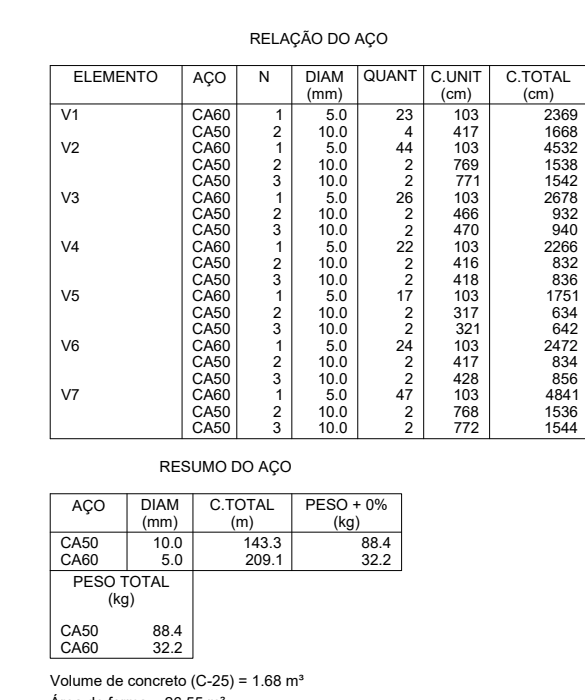 RELAÇÃO DO AÇO
ELEMENTO AÇO N DIAM QUANT C.UNIT C.TOTAL
(mm) (cm) (cm)
V1 CA60 1 5.0 23 103 2369
CA50 2 10.0 4 417 1668
V2 CA60 1 5.0 44 103 4532
CA50 2 10.0 2 769 1538
CA50 3 10.0 2 771 1542
V3 CA60 1 5.0 26 103 2678
CA50 2 10.0 2 466 932
CA50 3 10.0 2 470 940
V4 CA60 1 5.0 22 103 2266
CA50 2 10.0 2 416 832
CA50 3 10.0 2 418 836
V5 CA60 1 5.0 17 103 1751
CA50 2 10.0 2 317 634
CA50 3 10.0 2 321 642
V6 CA60 1 5.0 24 103 2472
CA50 2 10.0 2 417 834
CA50 3 10.0 2 428 856
V7 CA60 1 5.0 47 103 4841
CA50 2 10.0 2 768 1536
CA50 3 10.0 2 772 1544
RESUMO DO AÇO
AÇO DIAM C.TOTAL PESO + 0%
(mm) (m) (kg)
CA50 10.0 143.3 88.4
CA60 5.0 209.1 32.2
PESO TOTAL
(kg)
CA50 88.4
CA60 32.2
Volume de concreto (C-25) = 1.68 m³